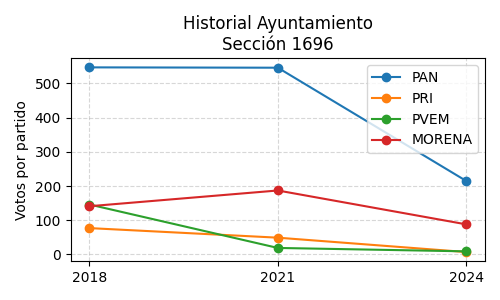 Historial Ayuntamiento
Sección 1696
Votos por partido
500
400
300
200
100
0
2018
2021
2024
PAN
PRI
PVEM
MORENA